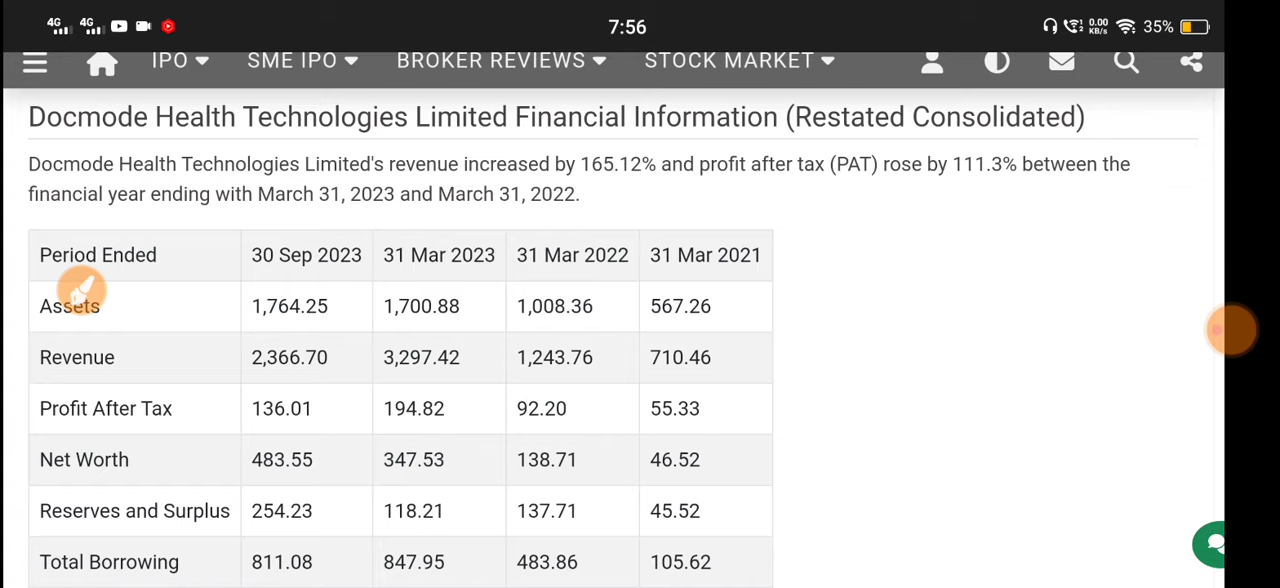 4G 4G 7:56 0.00 KB/s 35%
IPO SME IPO BROKER REVIEWS STOCK MARKET
Docmode Health Technologies Limited Financial Information (Restated Consolidated)
Docmode Health Technologies Limited's revenue increased by 165.12% and profit after tax (PAT) rose by 111.3% between the
financial year ending with March 31, 2023 and March 31, 2022.
Period Ended 30 Sep 2023 31 Mar 2023 31 Mar 2022 31 Mar 2021
Assets 1,764.25 1,700.88 1,008.36 567.26
Revenue 2,366.70 3,297.42 1,243.76 710.46
Profit After Tax 136.01 194.82 92.20 55.33
Net Worth 483.55 347.53 138.71 46.52
Reserves and Surplus 254.23 118.21 137.71 45.52
Total Borrowing 811.08 847.95 483.86 105.62